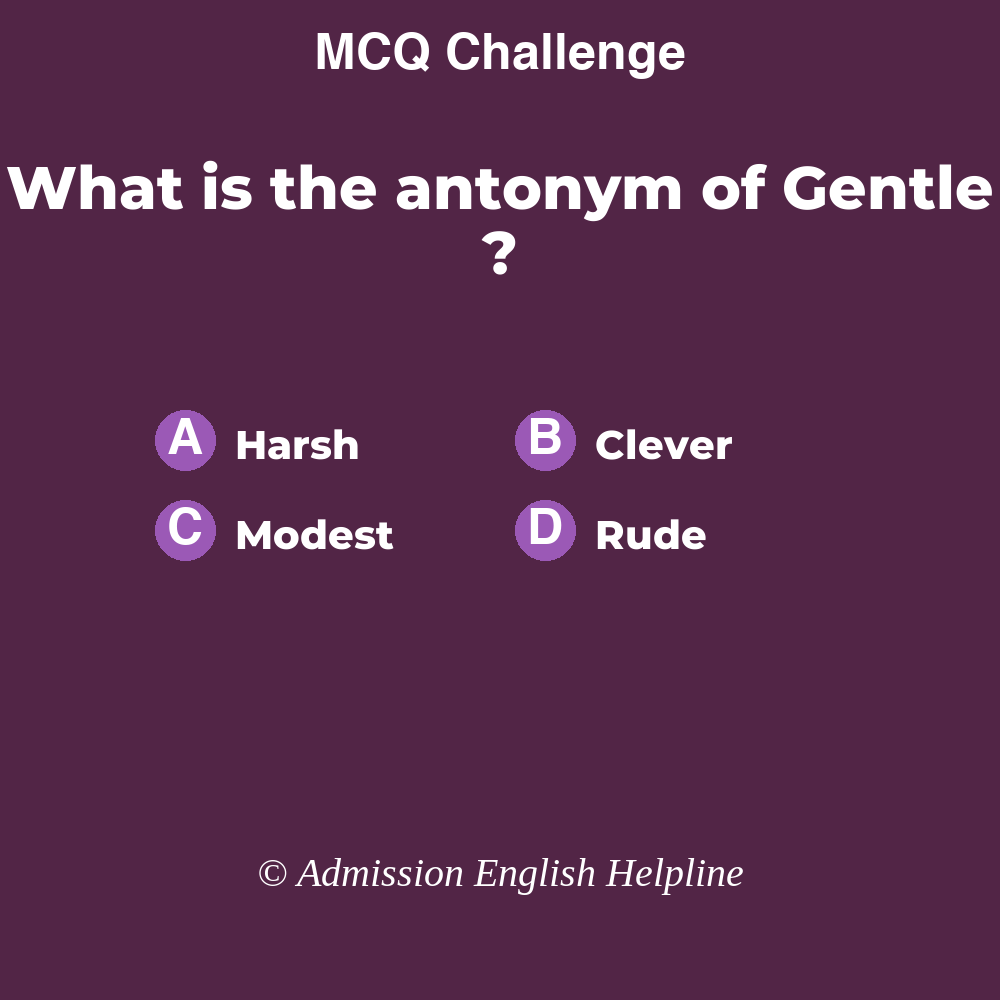 MCQ Challenge
What is the antonym of Gentle
?
A Harsh
B Clever
C Modest
D Rude
© Admission English Helpline